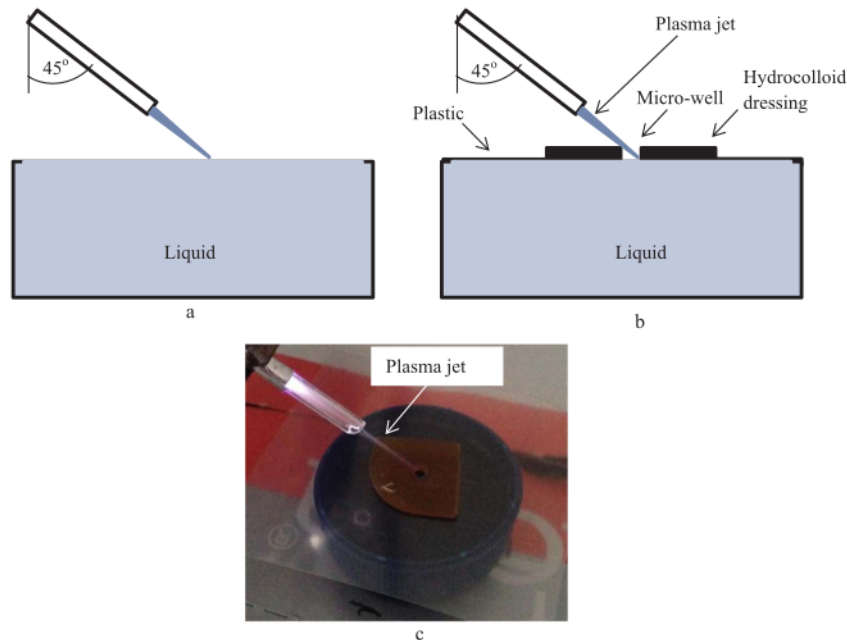 45°
Liquid
a
Plasma jet
45°
Micro-well
Hydrocolloid
dressing
Plastic
Liquid
b
Plasma jet
®
c